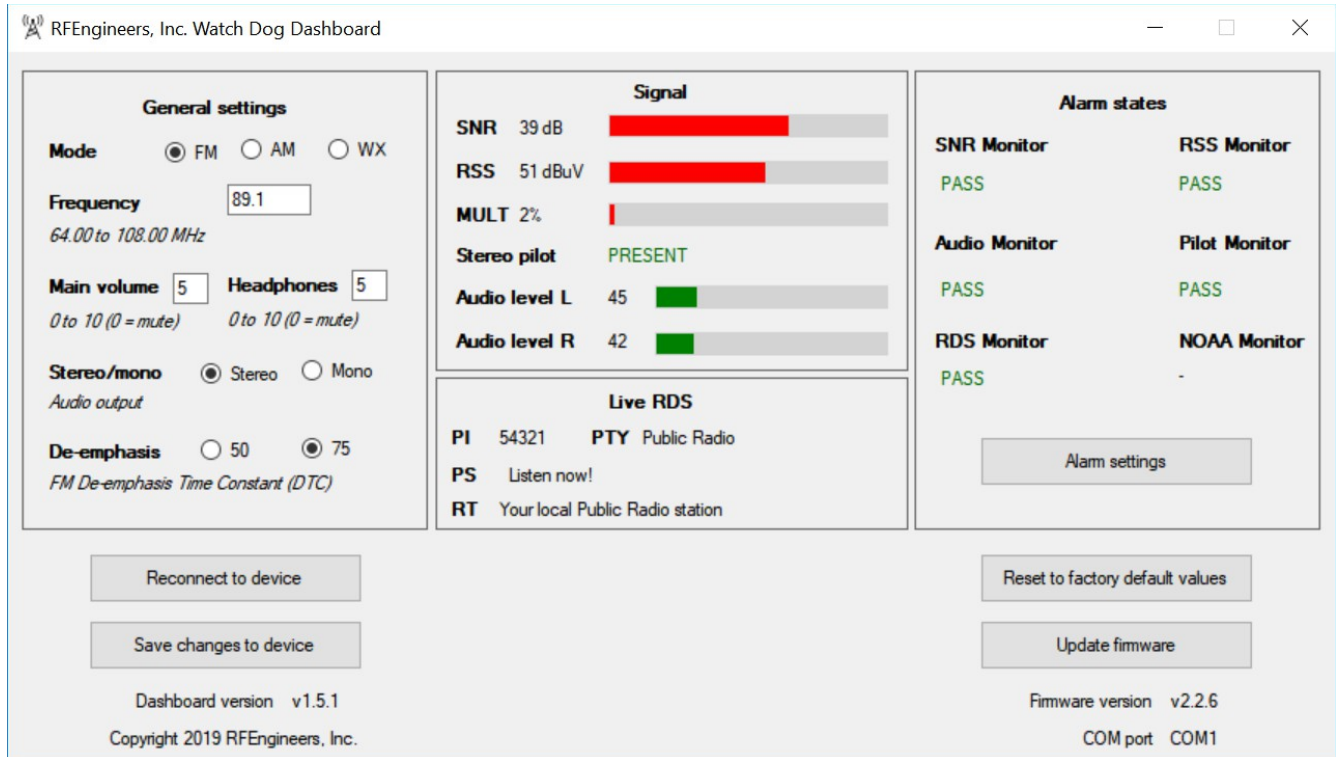 RFEngineers, Inc. Watch Dog Dashboard
General settings
Mode FM AM WX
Frequency 89.1
64.00 to 108.00 MHz
Main volume 5 Headphones 5
0 to 10 (0 = mute) 0 to 10 (0 = mute)
Stereo/mono Stereo Mono
Audio output
De-emphasis 50 75
FM De-emphasis Time Constant (DTC)
Signal
SNR 39 dB
RSS 51 dBuV
MULT 2%
Stereo pilot PRESENT
Audio level L 45
Audio level R 42
Live RDS
PI 54321 PTY Public Radio
PS Listen now!
RT Your local Public Radio station
Alarm states
SNR Monitor RSS Monitor
PASS PASS
Audio Monitor Pilot Monitor
PASS PASS
RDS Monitor NOAA Monitor
PASS -
Alarm settings
Reconnect to device
Save changes to device
Dashboard version v1.5.1
Copyright 2019 RFEngineers, Inc.
Reset to factory default values
Update firmware
Firmware version v2.2.6
COM port COM1